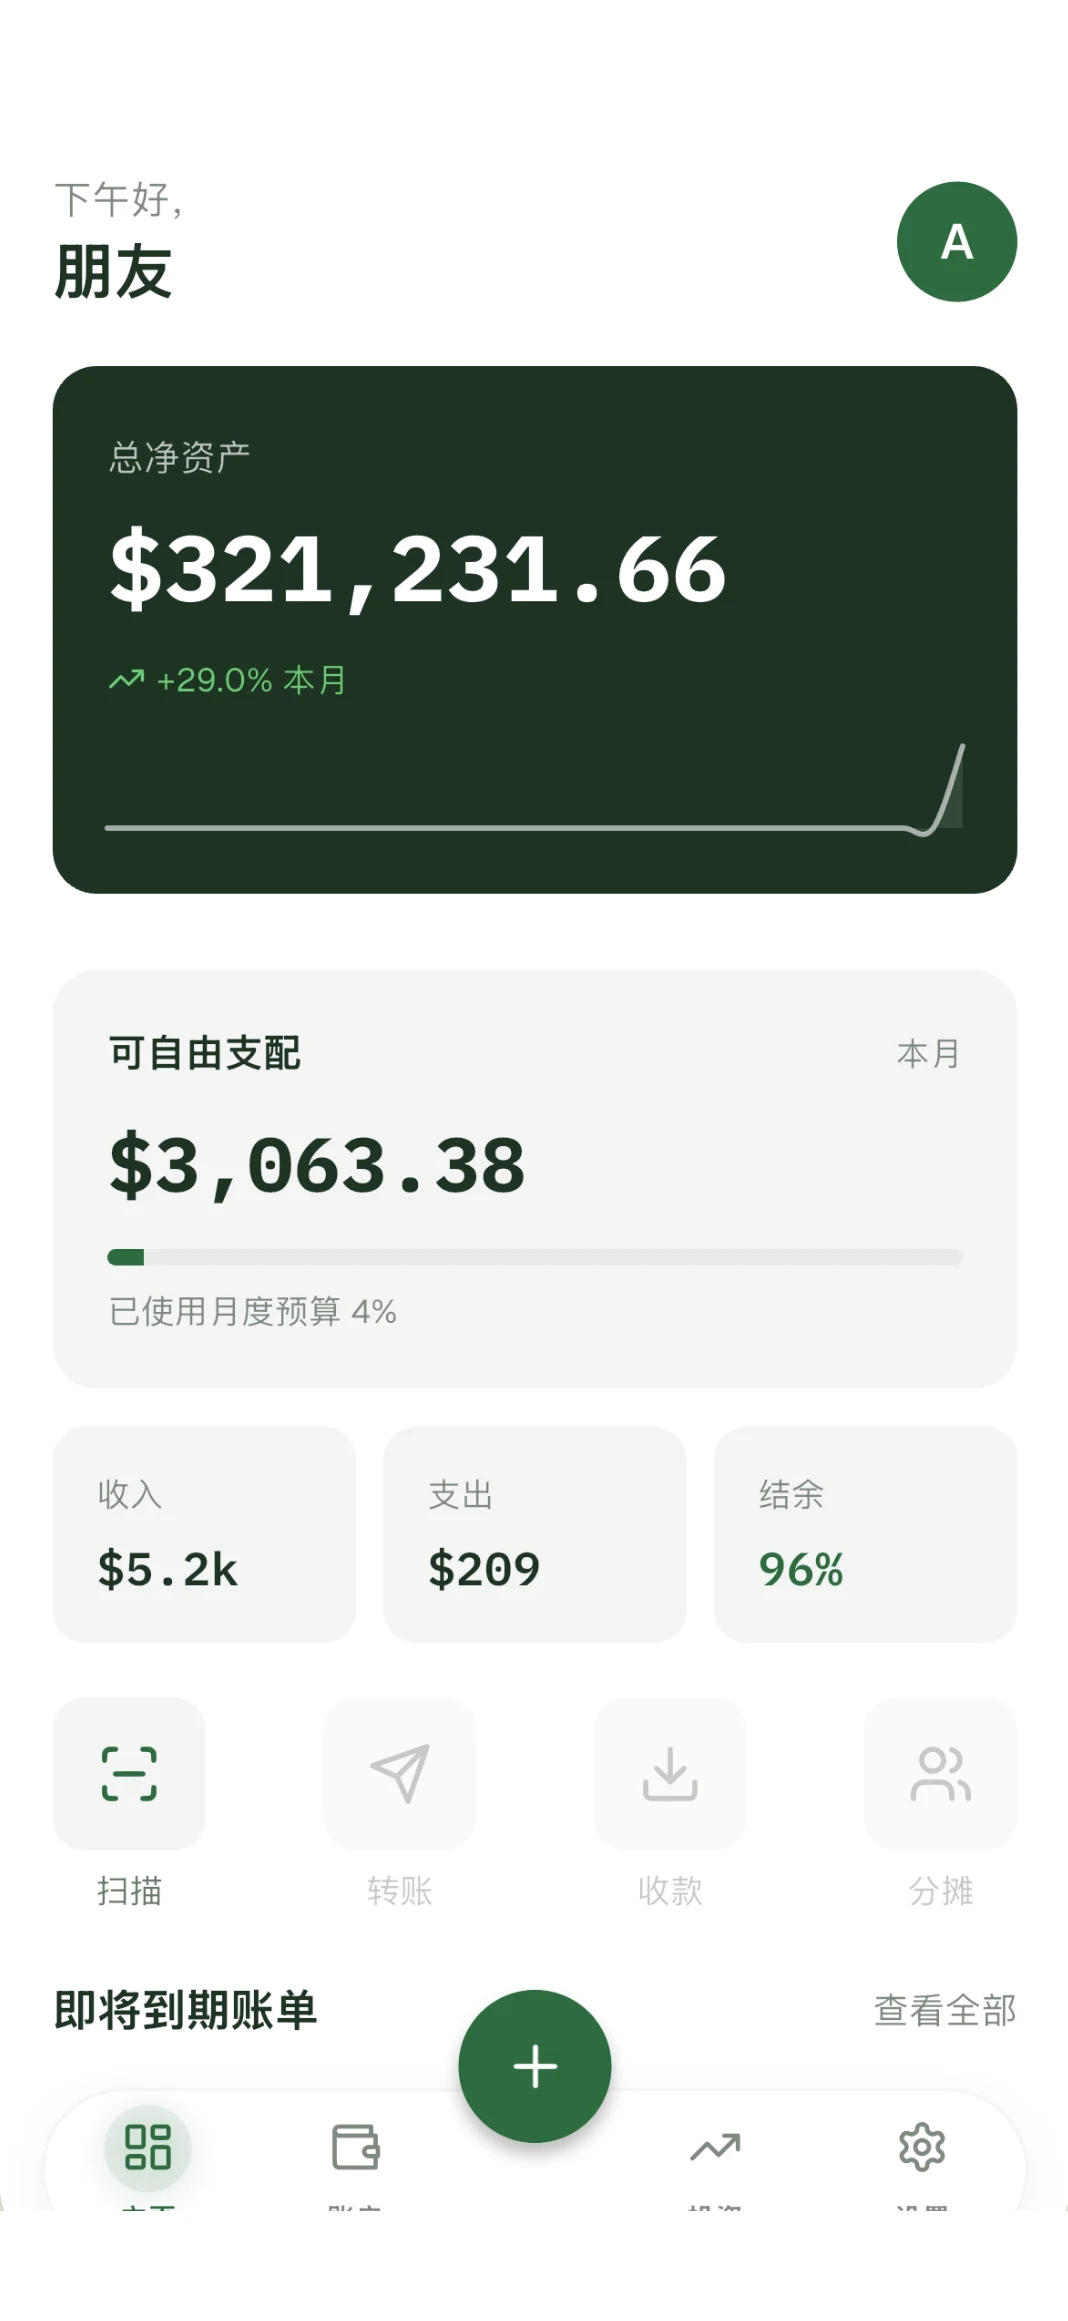 下午好,
朋友
A
总净资产
$321,231.66
+29.0% 本月
可自由支配
本月
$3,063.38
已使用月度预算 4%
收入
支出
结余
$5.2k
$209
96%
扫描
转账
收款
分摊
即将到期账单
查看全部